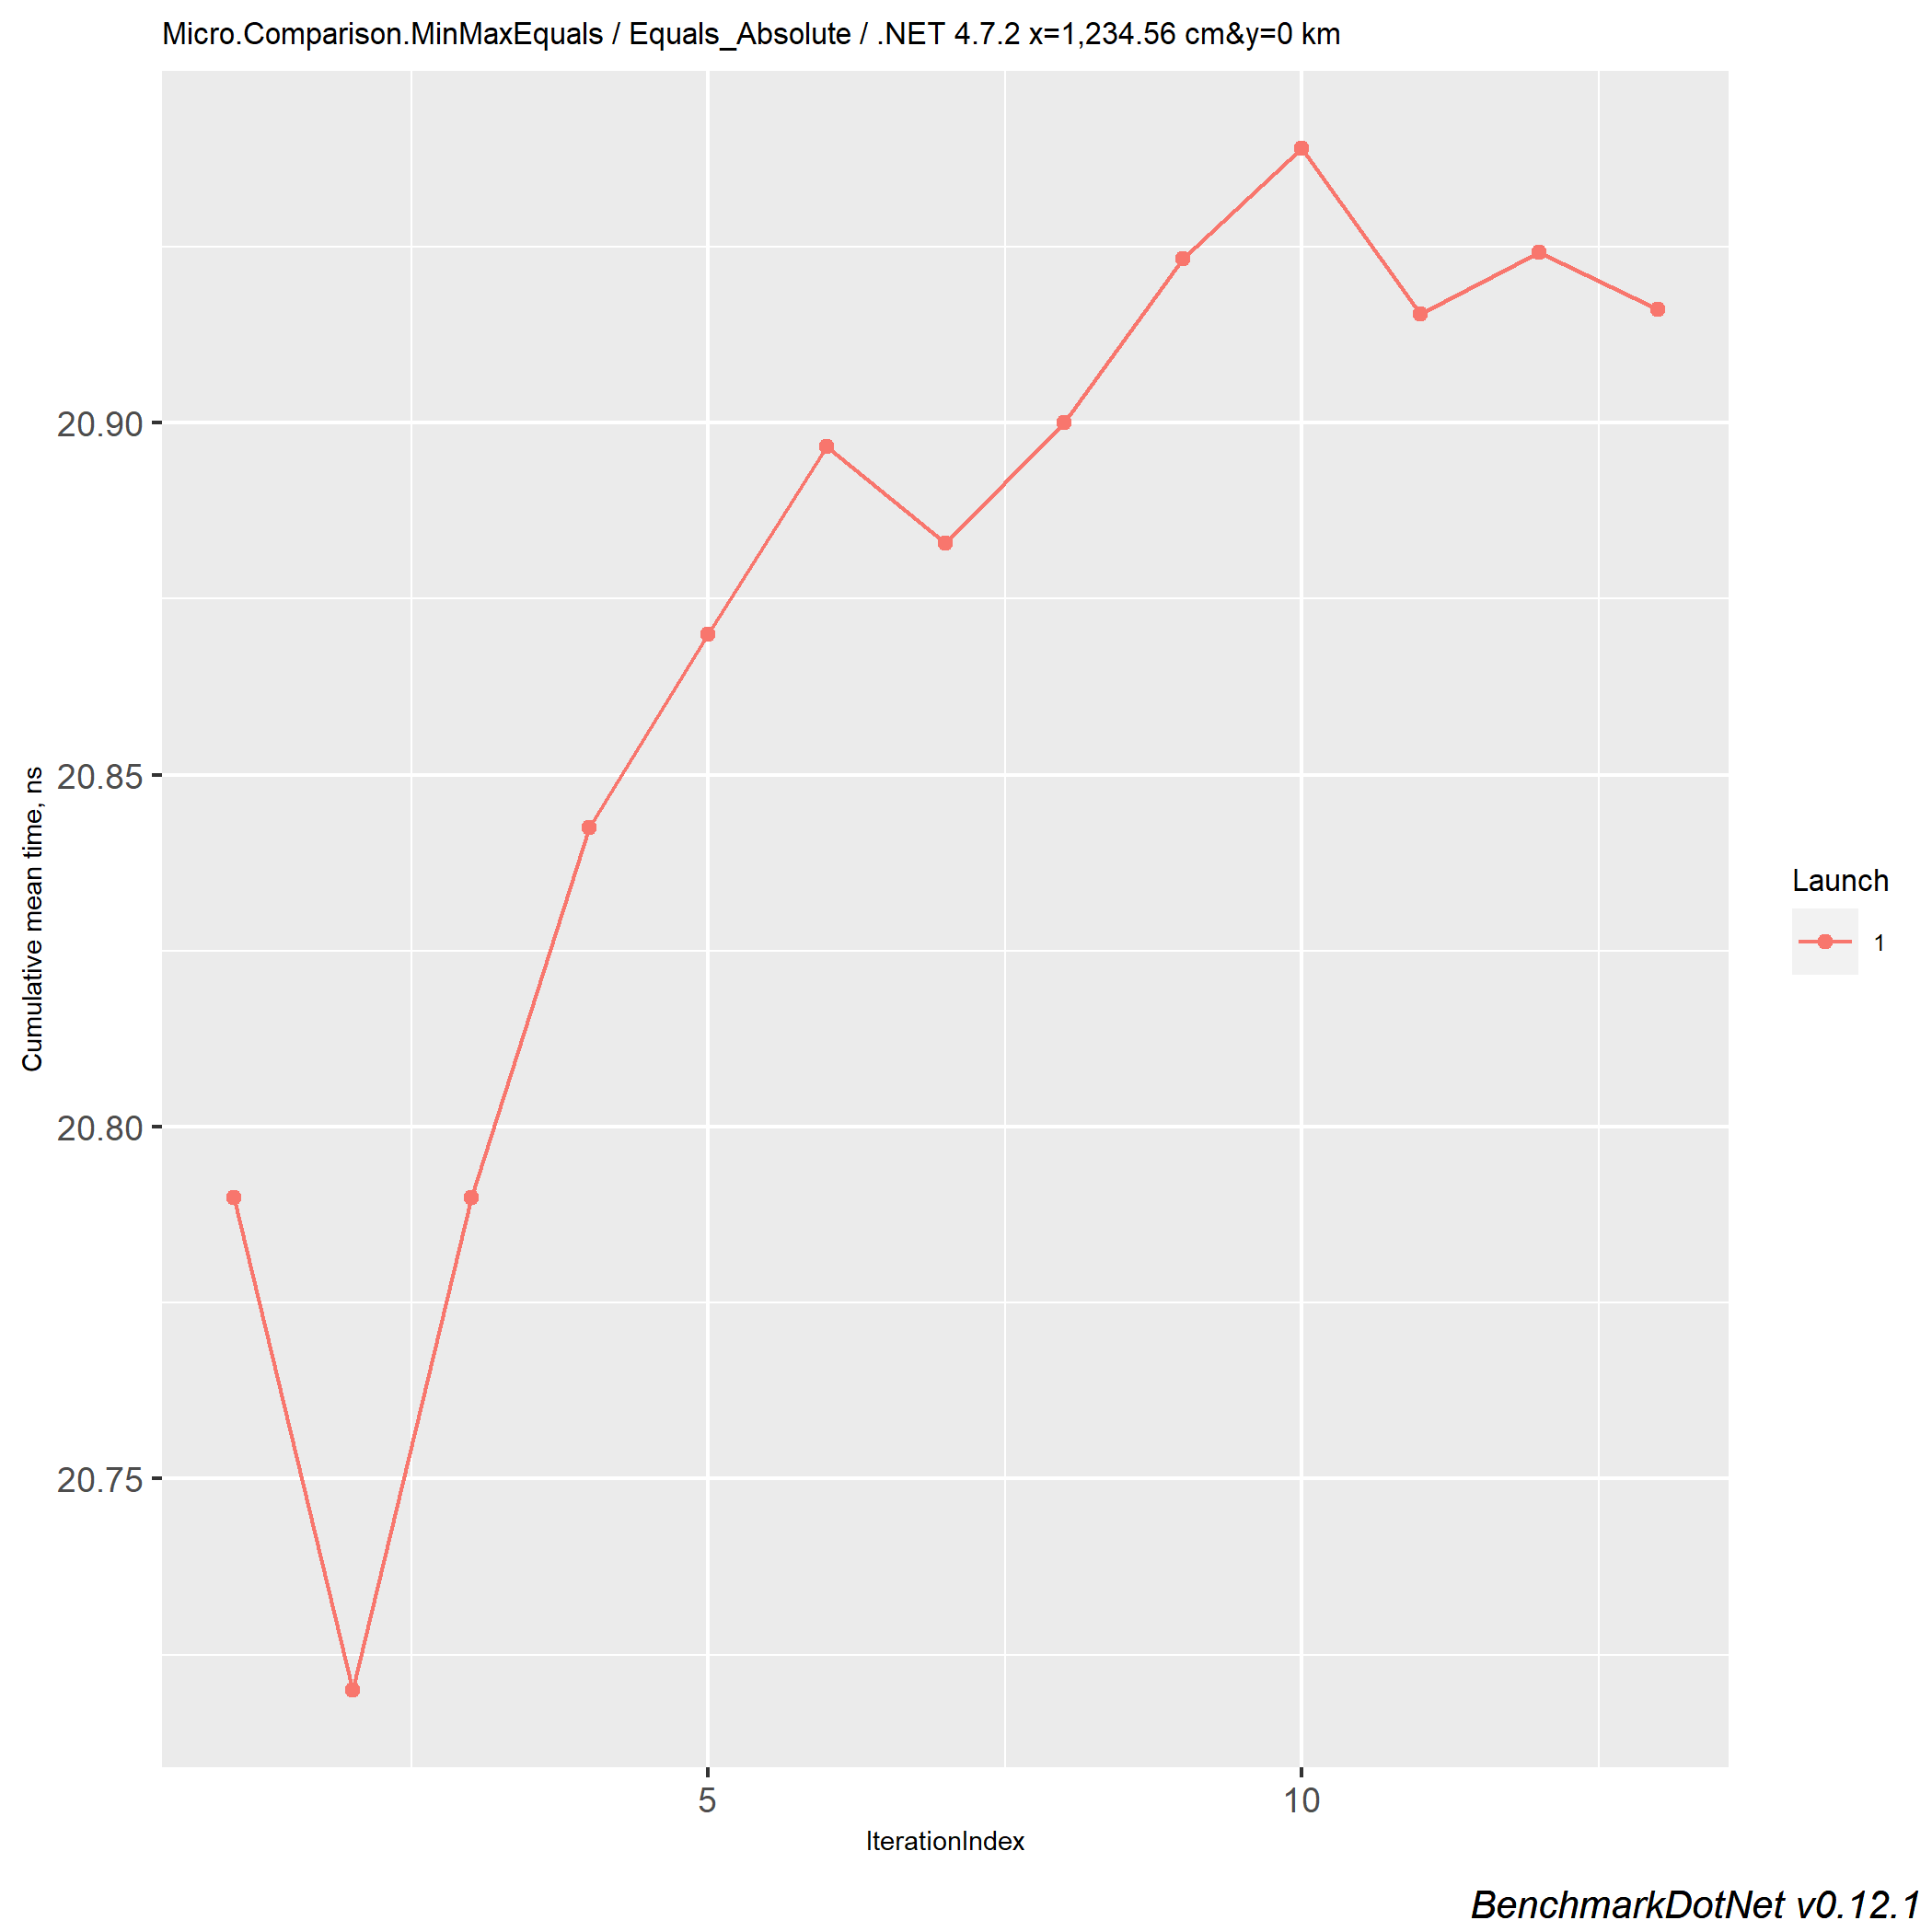 Micro.Comparison.MinMaxEquals / Equals_Absolute / .NET 4.7.2 x=1,234.56 cm&y=0 km
Cumulative mean time, ns
20.90
20.85
20.80
20.75
5
10
IterationIndex
Launch
1
BenchmarkDotNet v0.12.1